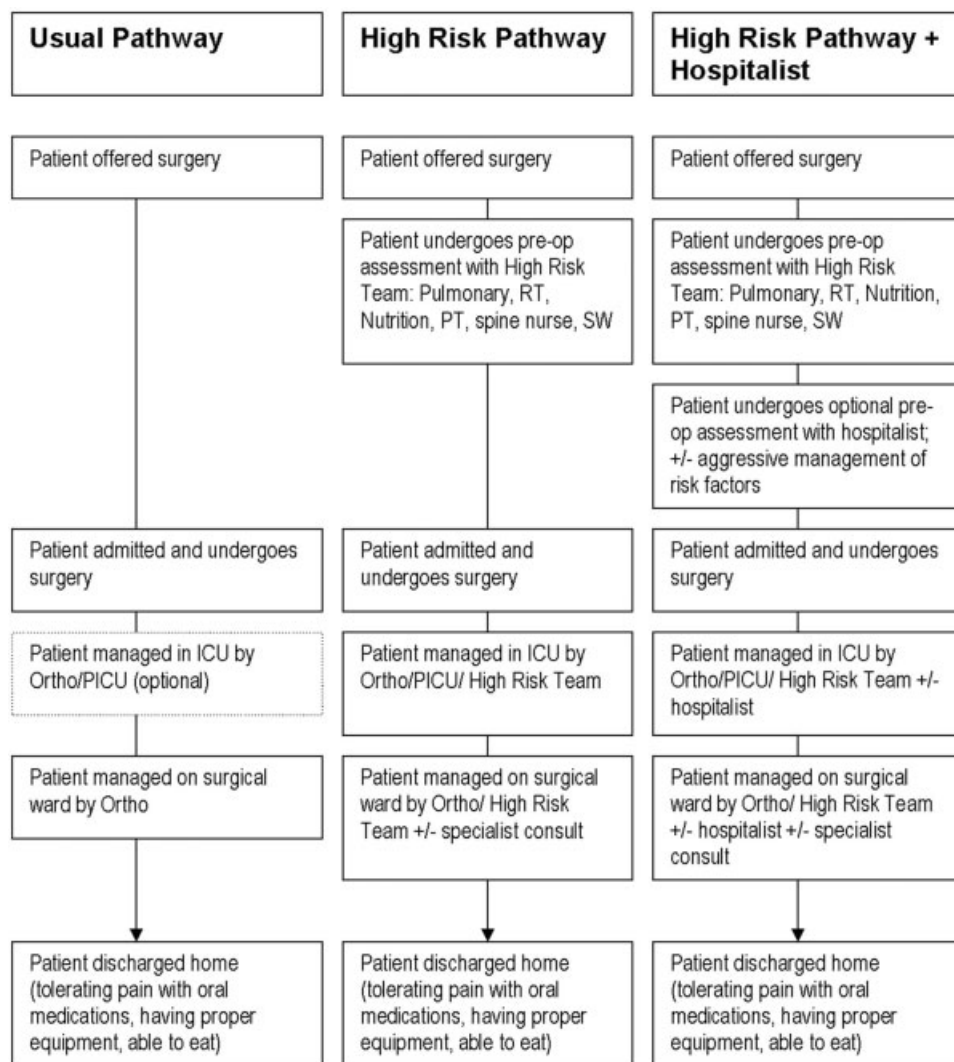 Usual Pathway
Patient offered surgery
Patient admitted and undergoes
surgery
Patient managed in ICU by
Ortho/PICU (optional)
Patient managed on surgical
ward by Ortho
Patient discharged home
(tolerating pain with oral
medications, having proper
equipment, able to eat)
High Risk Pathway
Patient offered surgery
Patient undergoes pre-op
assessment with High Risk
Team: Pulmonary, RT,
Nutrition, PT, spine nurse, SW
Patient admitted and
undergoes surgery
Patient managed in ICU by
Ortho/PICU/ High Risk Team
Patient managed on surgical
ward by Ortho/ High Risk
Team +/- specialist consult
Patient discharged home
(tolerating pain with oral
medications, having proper
equipment, able to eat)
High Risk Pathway +
Hospitalist
Patient offered surgery
Patient undergoes pre-op
assessment with High Risk
Team: Pulmonary, RT, Nutrition,
PT, spine nurse, SW
Patient undergoes optional pre-
op assessment with hospitalist;
+/- aggressive management of
risk factors
Patient admitted and undergoes
surgery
Patient managed in ICU by
Ortho/PICU/ High Risk Team +/-
hospitalist
Patient managed on surgical
ward by Ortho/ High Risk Team
+/- hospitalist +/- specialist
consult
Patient discharged home
(tolerating pain with oral
medications, having proper
equipment, able to eat)